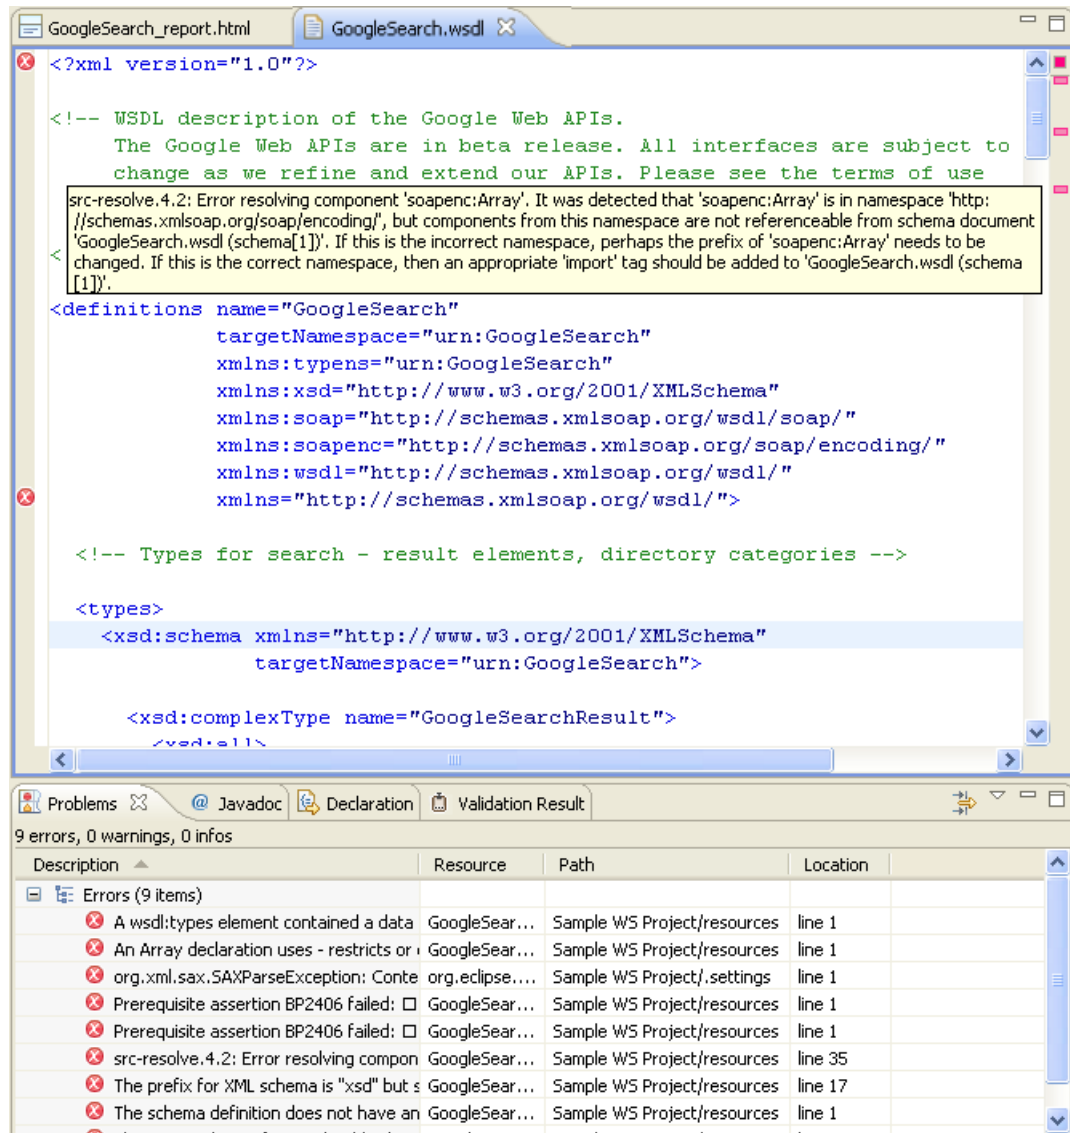 GoogleSearch_report.html GoogleSearch.wsdl
<?xml version="1.0"?>
<!-- WSDL description of the Google Web APIs.
The Google Web APIs are in beta release. All interfaces are subject to
change as we refine and extend our APIs. Please see the terms of use
src-resolve.4.2: Error resolving component 'soapenc:Array'. It was detected that 'soapenc:Array' is in namespace 'http:
//schemas.xmlsoap.org/soap/encoding/', but components from this namespace are not referenceable from schema document
'GoogleSearch.wsdl (schema[1])'. If this is the incorrect namespace, perhaps the prefix of 'soapenc:Array' needs to be
changed. If this is the correct namespace, then an appropriate 'import' tag should be added to 'GoogleSearch.wsdl (schema
[1])'.
<
<definitions name="GoogleSearch"
targetNamespace="urn:GoogleSearch"
xmlns:typens="urn:GoogleSearch"
xmlns:xsd="http://www.w3.org/2001/XMLSchema"
xmlns:soap="http://schemas.xmlsoap.org/wsdl/soap/"
xmlns:soapenc="http://schemas.xmlsoap.org/soap/encoding/"
xmlns:wsdl="http://schemas.xmlsoap.org/wsdl/"
xmlns="http://schemas.xmlsoap.org/wsdl/">
<!-- Types for search - result elements, directory categories -->
<types>
<xsd:schema xmlns="http://www.w3.org/2001/XMLSchema"
targetNamespace="urn:GoogleSearch">
<xsd:complexType name="GoogleSearchResult">
<xsd:all>
Problems @ Javadoc Declaration Validation Result
9 errors, 0 warnings, 0 infos
Description Resource Path Location
Errors (9 items)
A wsdl:types element contained a data GoogleSear... Sample WS Project/resources line 1
An Array declaration uses - restricts or GoogleSear... Sample WS Project/resources line 1
org.xml.sax.SAXParseException: Conte org.eclipse.... Sample WS Project/.settings line 1
Prerequisite assertion BP2406 failed: □ GoogleSear... Sample WS Project/resources line 1
Prerequisite assertion BP2406 failed: □ GoogleSear... Sample WS Project/resources line 1
src-resolve.4.2: Error resolving compon GoogleSear... Sample WS Project/resources line 35
The prefix for XML schema is "xsd" but s GoogleSear... Sample WS Project/resources line 17
The schema definition does not have an GoogleSear... Sample WS Project/resources line 1